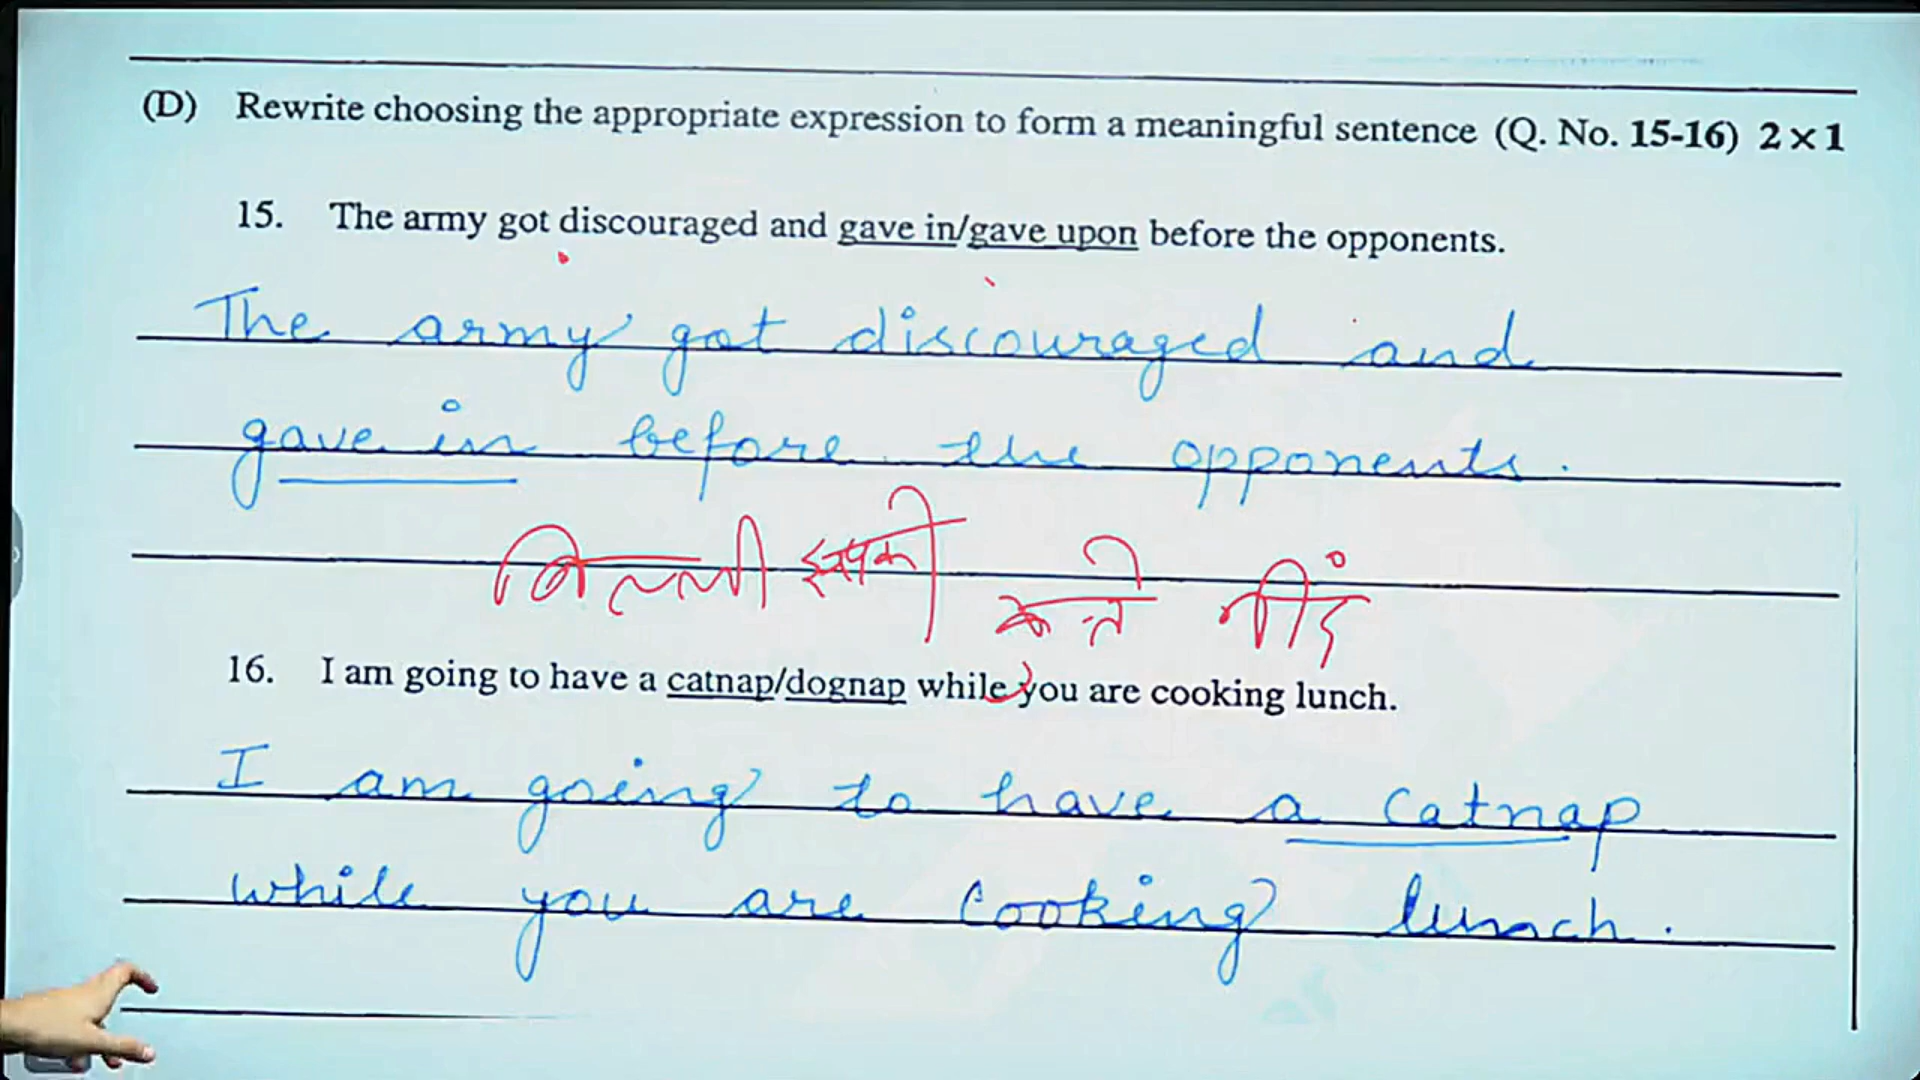 (D) Rewrite choosing the appropriate expression to form a meaningful sentence (Q. No. 15-16) 2 × 1
15. The army got discouraged and gave in/gave upon before the opponents.
The army got discouraged and
gave in before the opponents.
बिल्ली झपकी
नींद
16. I am going to have a catnap/dognap while you are cooking lunch.
I am going to have a catnap
while you are cooking lunch.